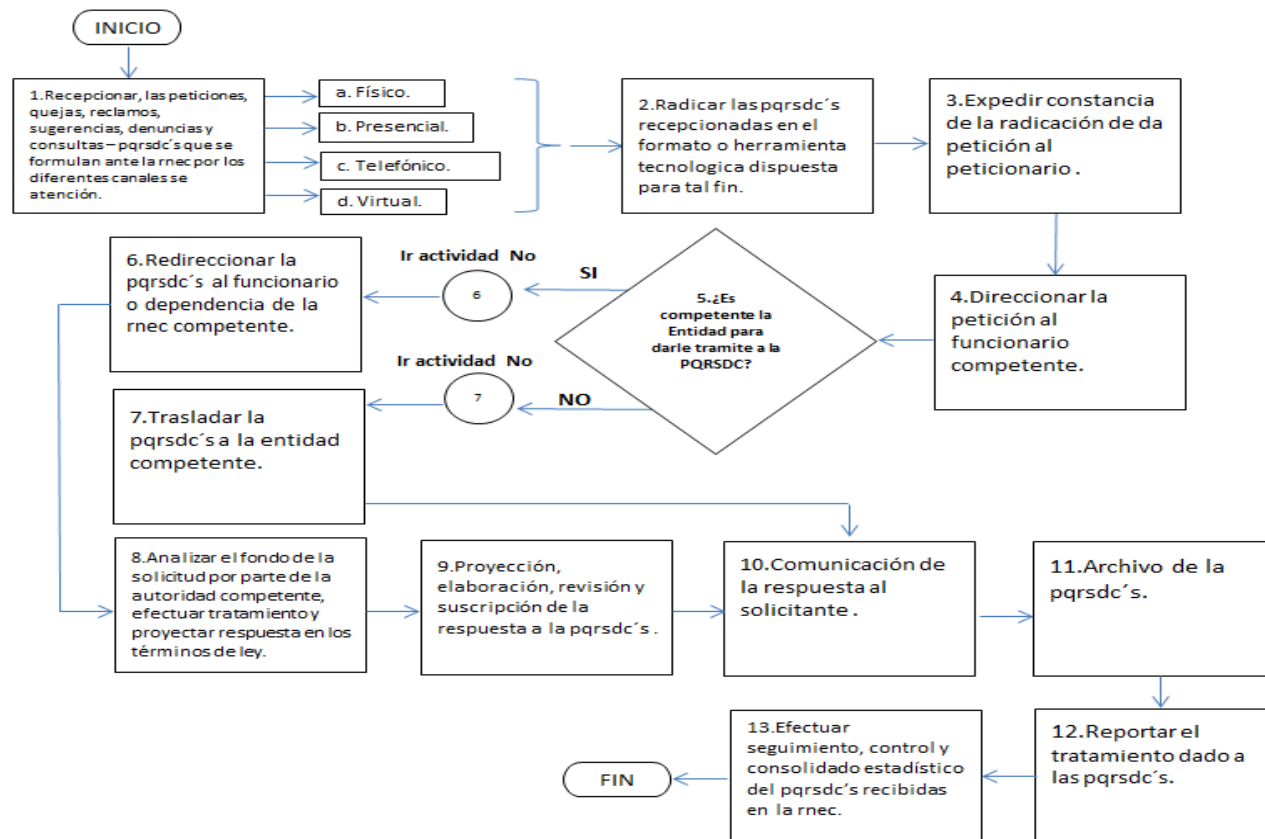 INICIO
1.Recepcionar, las peticiones,
quejas, reclamos,
sugerencias, denuncias y
consultas – pqrsdc´s que se
formulan ante la rnec por los
diferentes canales se
atención.
a. Físico.
b. Presencial.
c. Telefónico.
d. Virtual.
2.Radicar las pqrsdc´s
recepcionadas en el
formato o herramienta
tecnologica dispuesta
para tal fin.
3.Expedir constancia
de la radicación de da
petición al
peticionario .
4.Direccionar la
petición al
funcionario
competente.
5.¿Es
competente la
Entidad para
darle tramite a la
PQRSDC?
SI
Ir actividad No
6
6.Redireccionar la
pqrsdc´s al funcionario
o dependencia de la
rnec competente.
NO
Ir actividad No
7
7.Trasladar la
pqrsdc´s a la entidad
competente.
8.Analizar el fondo de la
solicitud por parte de la
autoridad competente,
efectuar tratamiento y
proyectar respuesta en los
términos de ley.
9.Proyección,
elaboración, revisión y
suscripción de la
respuesta a la pqrsdc´s .
10.Comunicación de
la respuesta al
solicitante .
11.Archivo de la
pqrsdc´s.
12.Reportar el
tratamiento dado a
las pqrsdc´s.
13.Efectuar
seguimiento, control y
consolidado estadístico
del pqrsdc´s recibidas
en la rnec.
FIN